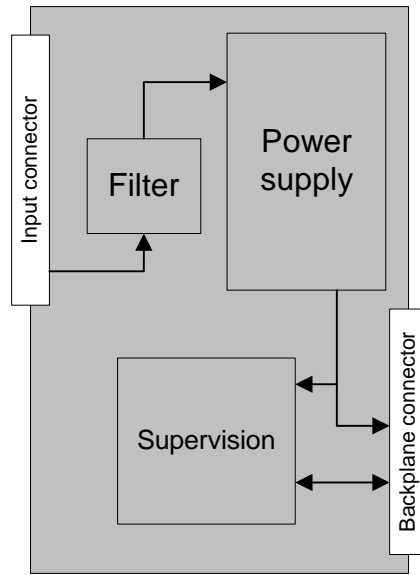 Input connector
Filter
Power
supply
Supervision
Backplane connector